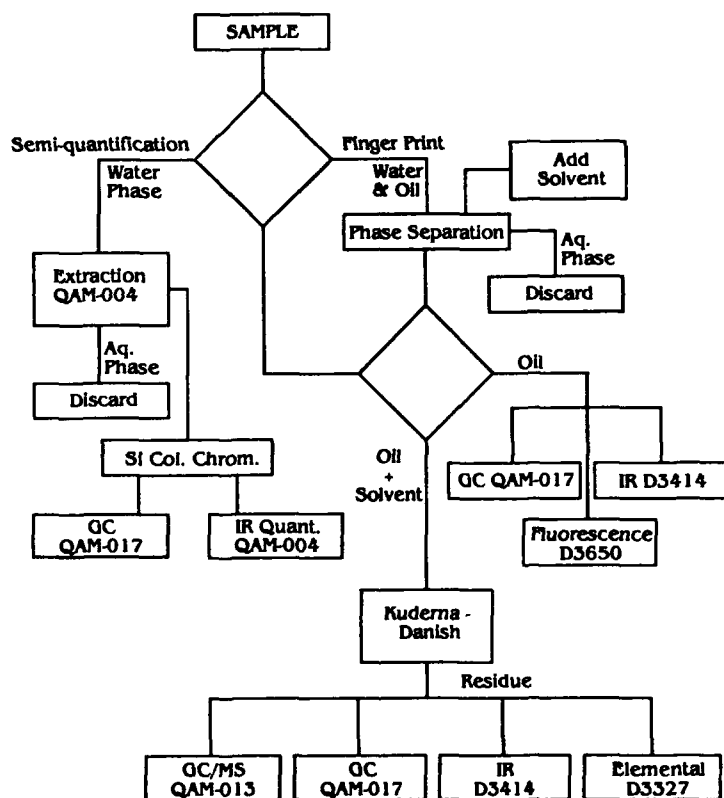 SAMPLE
Semi-quantification
Finger Print
Water
Phase
Water
& Oil
Add
Solvent
Phase Separation
Extraction
QAM-004
Aq.
Phase
Discard
Aq.
Phase
Discard
Oil
Si Col. Chrom.
Oil
+
Solvent
GC QAM-017
IR D3414
GC
QAM-017
IR Quant.
QAM-004
Fluorescence
D3650
Kuderna -
Danish
Residue
GC/MS
QAM-013
GC
QAM-017
IR
D3414
Elemental
D3327